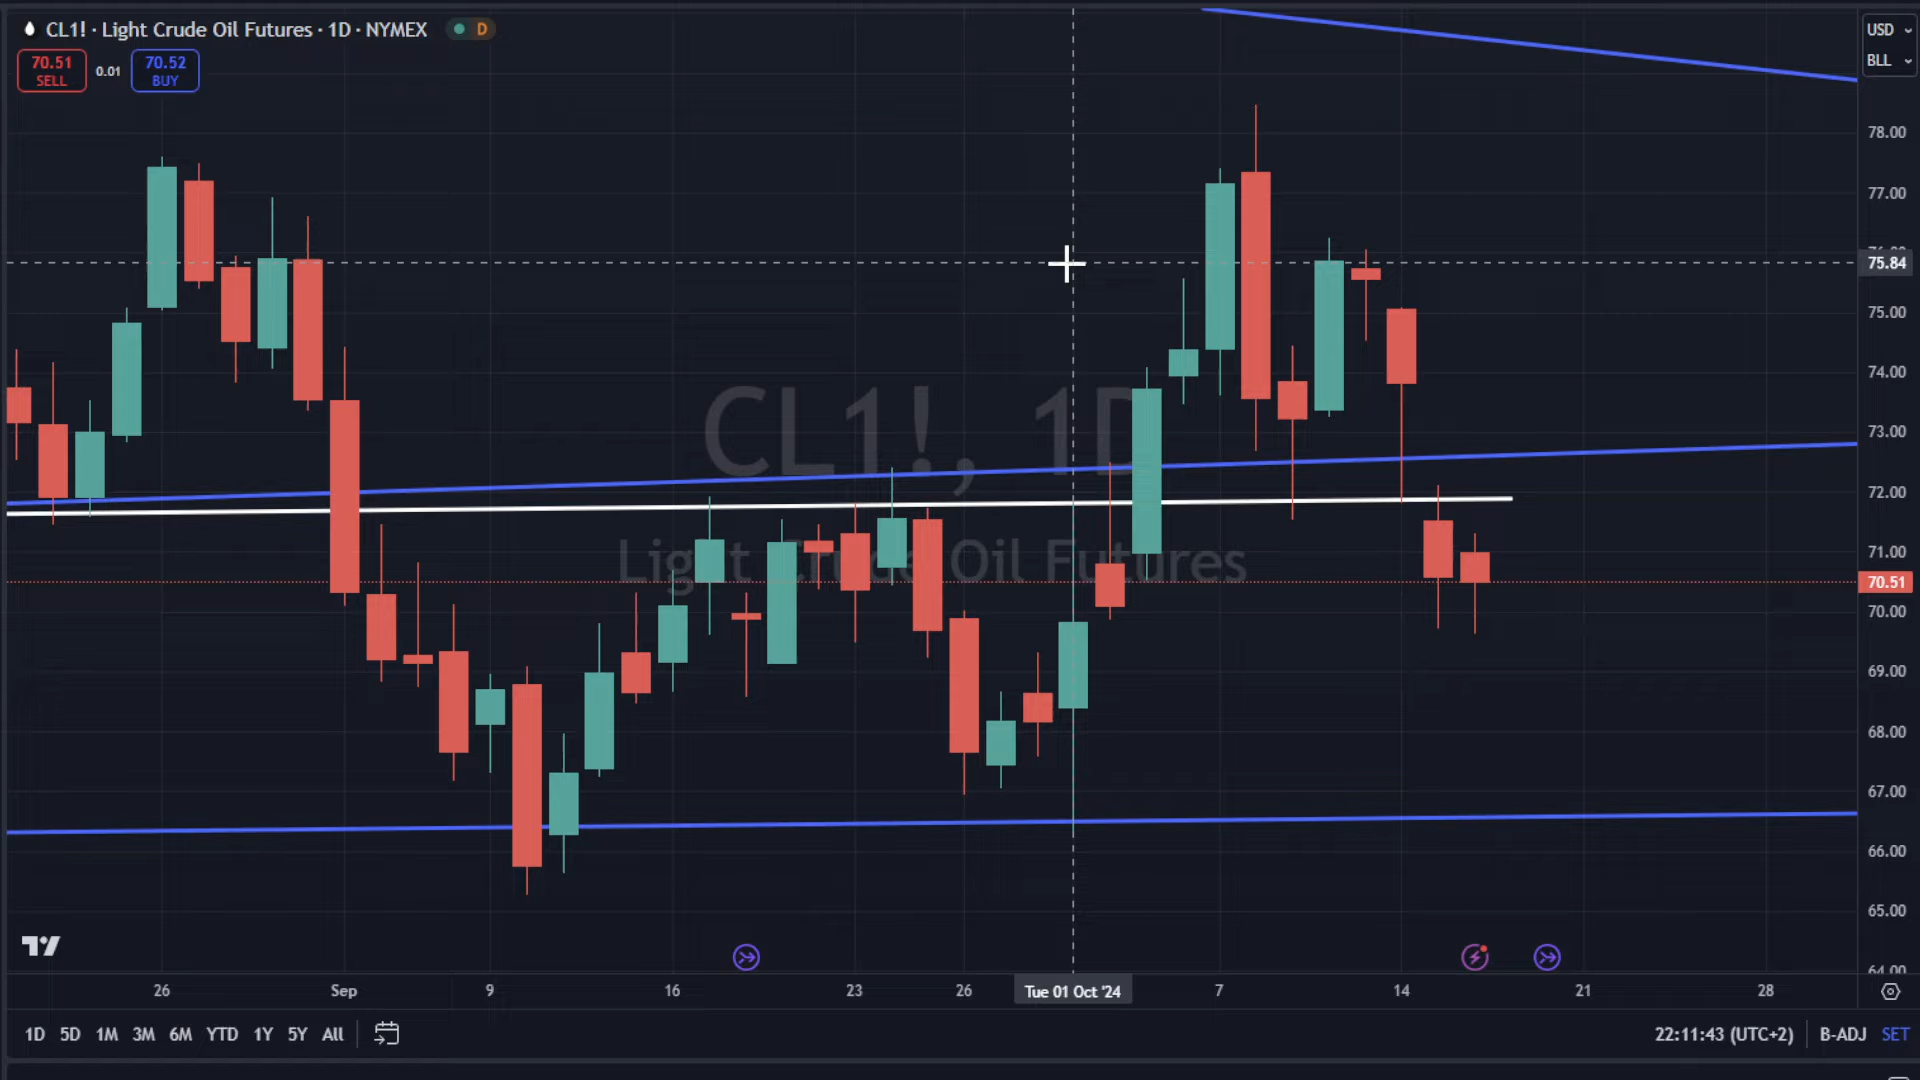 CL1! · Light Crude Oil Futures · 1D · NYMEX D
USD
BLL
70.51
SELL
0.01
70.52
BUY
78.00
77.00
75.84
75.00
74.00
73.00
72.00
71.00
70.51
70.00
69.00
68.00
67.00
66.00
65.00
64.00
CL1!, 1D
Light Crude Oil Futures
26 Sep 9 16 23 26 Tue 01 Oct '24 7 14 21 28
1D 5D 1M 3M 6M YTD 1Y 5Y All 22:11:43 (UTC+2) B-ADJ SET